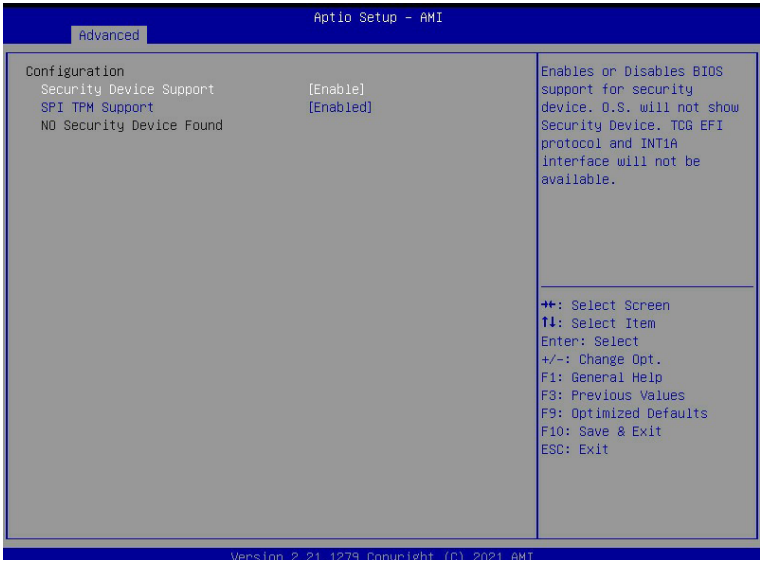 Aptio Setup – AMI
Advanced
Configuration
Security Device Support [Enable]
SPI TPM Support [Enabled]
NO Security Device Found
Enables or Disables BIOS
support for security
device. O.S. will not show
Security Device. TCG EFI
protocol and INT1A
interface will not be
available.
→←: Select Screen
↑↓: Select Item
Enter: Select
+/-: Change Opt.
F1: General Help
F3: Previous Values
F9: Optimized Defaults
F10: Save & Exit
ESC: Exit
Version 2.21.1279 Copyright (C) 2021 AMI